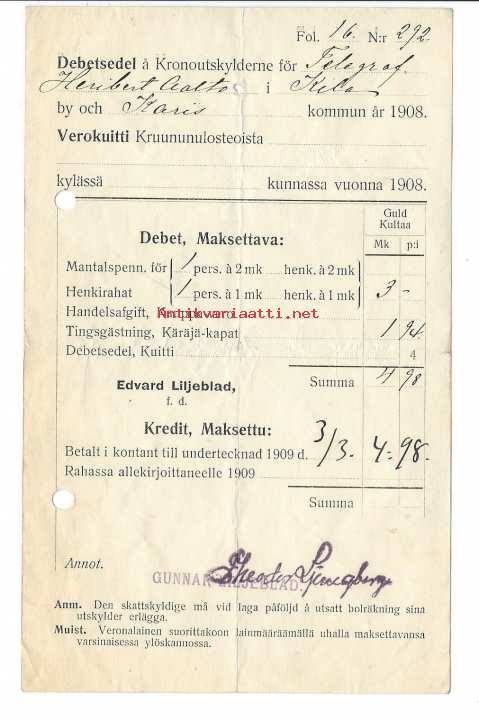 Fol. 16. N:r 292.
Debetsedel å Kronoutskylderne för Telegraf.
Heribert Aalto i Kila
by och Karis kommun år 1908.
Verokuitti Kruununulosteoista
kylässä kunnassa vuonna 1908.
Guld
Kultaa
Debet, Maksettava: Mk p:i
Mantalspenn. för 1 pers. à 2 mk henk. à 2 mk
Henkirahat 1 pers. à 1 mk henk. à 1 mk 3 -
Handelsafgift,
Antikvariaatti.net
Tingsgästning, Käräjä-kapat 1 94
Debetsedel, Kuitti 4
Edvard Liljeblad, Summa 4 98
f. d.
Kredit, Maksettu:
Betalt i kontant till undertecknad 1909 d. 3/3. 4:98.
Rahassa allekirjoittaneelle 1909
Summa
Annot.
GUNNAR LILJEBLAD.
Theodor Ljungberg
Anm. Den skattskyldige må vid laga påföljd å utsatt bolräkning sina
utskylder erlägga.
Muist. Veronalainen suorittakoon lainmääräämällä uhalla maksettavansa
varsinaisessa ylöskannossa.